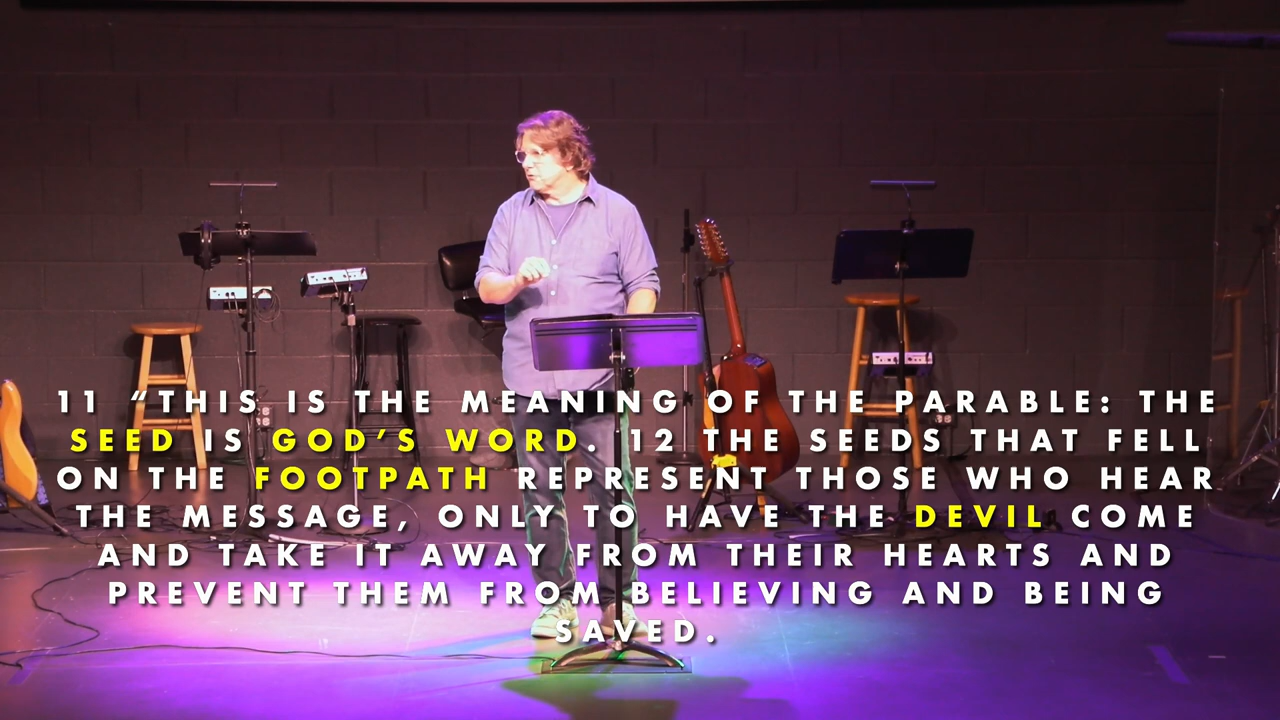 11 “THIS IS THE MEANING OF THE PARABLE: THE
SEED IS GOD’S WORD. 12 THE SEEDS THAT FELL
ON THE FOOTPATH REPRESENT THOSE WHO HEAR
THE MESSAGE, ONLY TO HAVE THE DEVIL COME
AND TAKE IT AWAY FROM THEIR HEARTS AND
PREVENT THEM FROM BELIEVING AND BEING
SAVED.